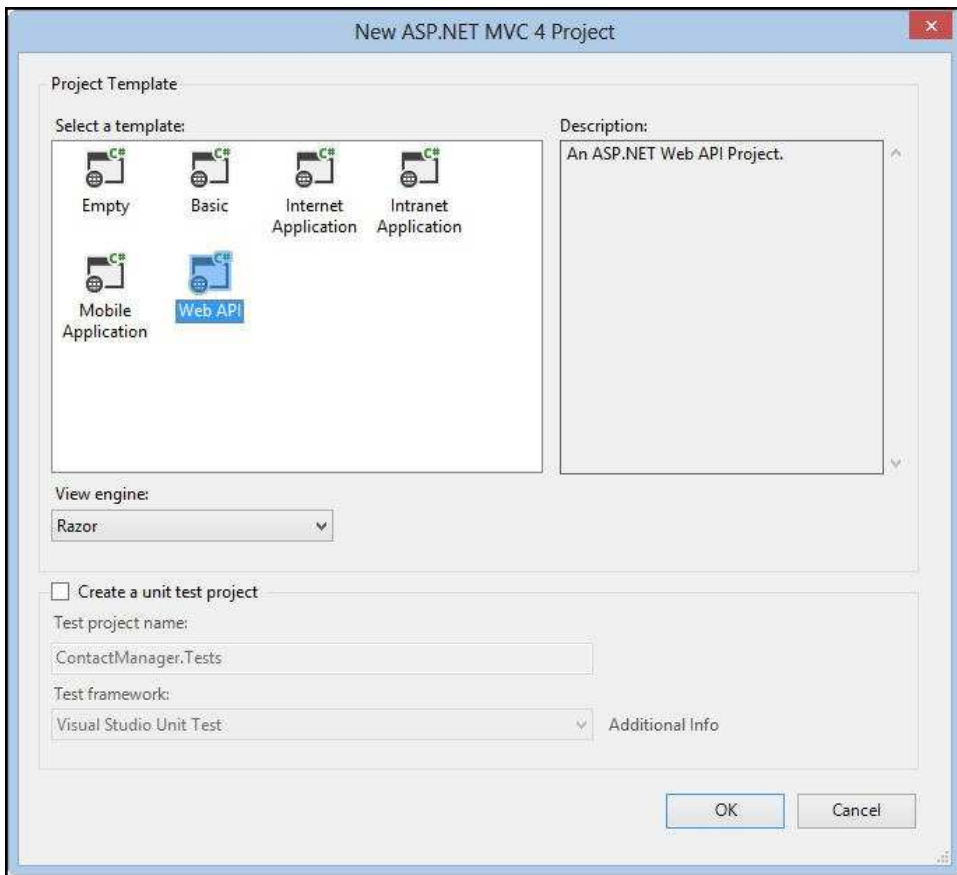 New ASP.NET MVC 4 Project
Project Template
Select a template:
Description:
C# C# C# C#
An ASP.NET Web API Project.
Empty Basic Internet Application Intranet Application
C# C#
Mobile Application Web API
View engine:
Razor
Create a unit test project
Test project name:
ContactManager.Tests
Test framework:
Visual Studio Unit Test
Additional Info
OK Cancel